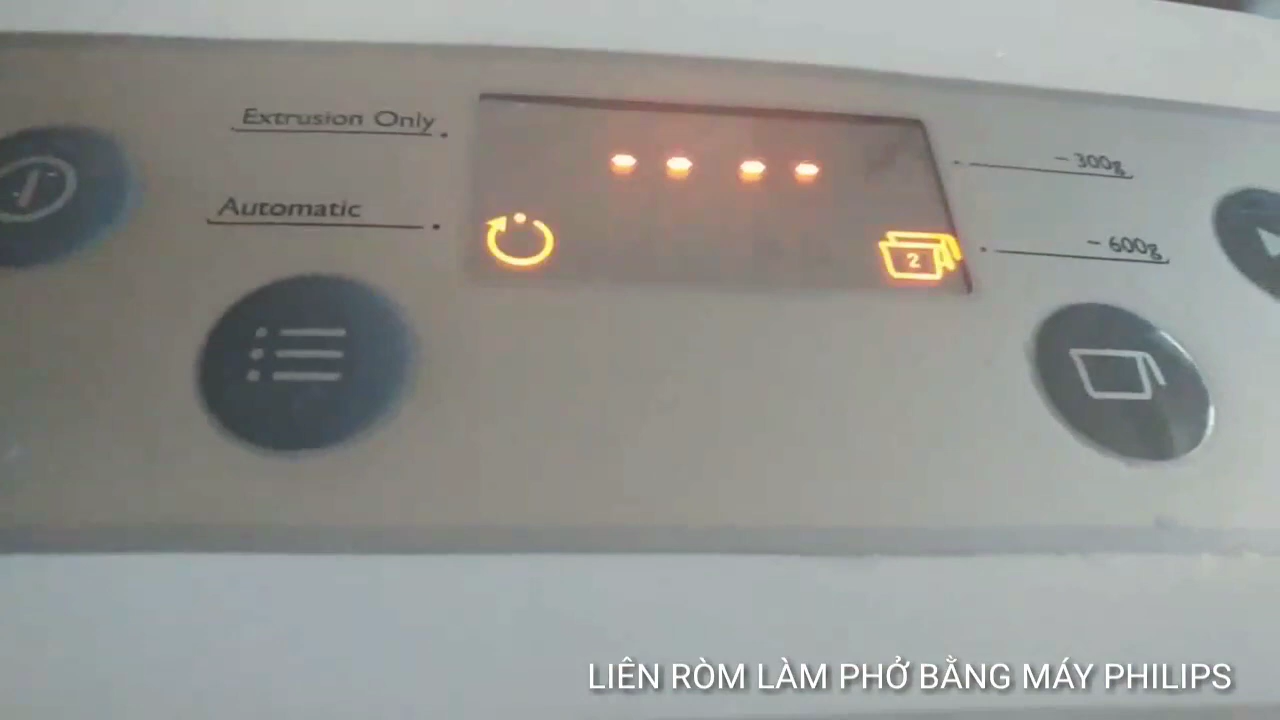 Extrusion Only
- 300g
Automatic
- 600g
2
LIÊN RÒM LÀM PHỞ BẰNG MÁY PHILIPS